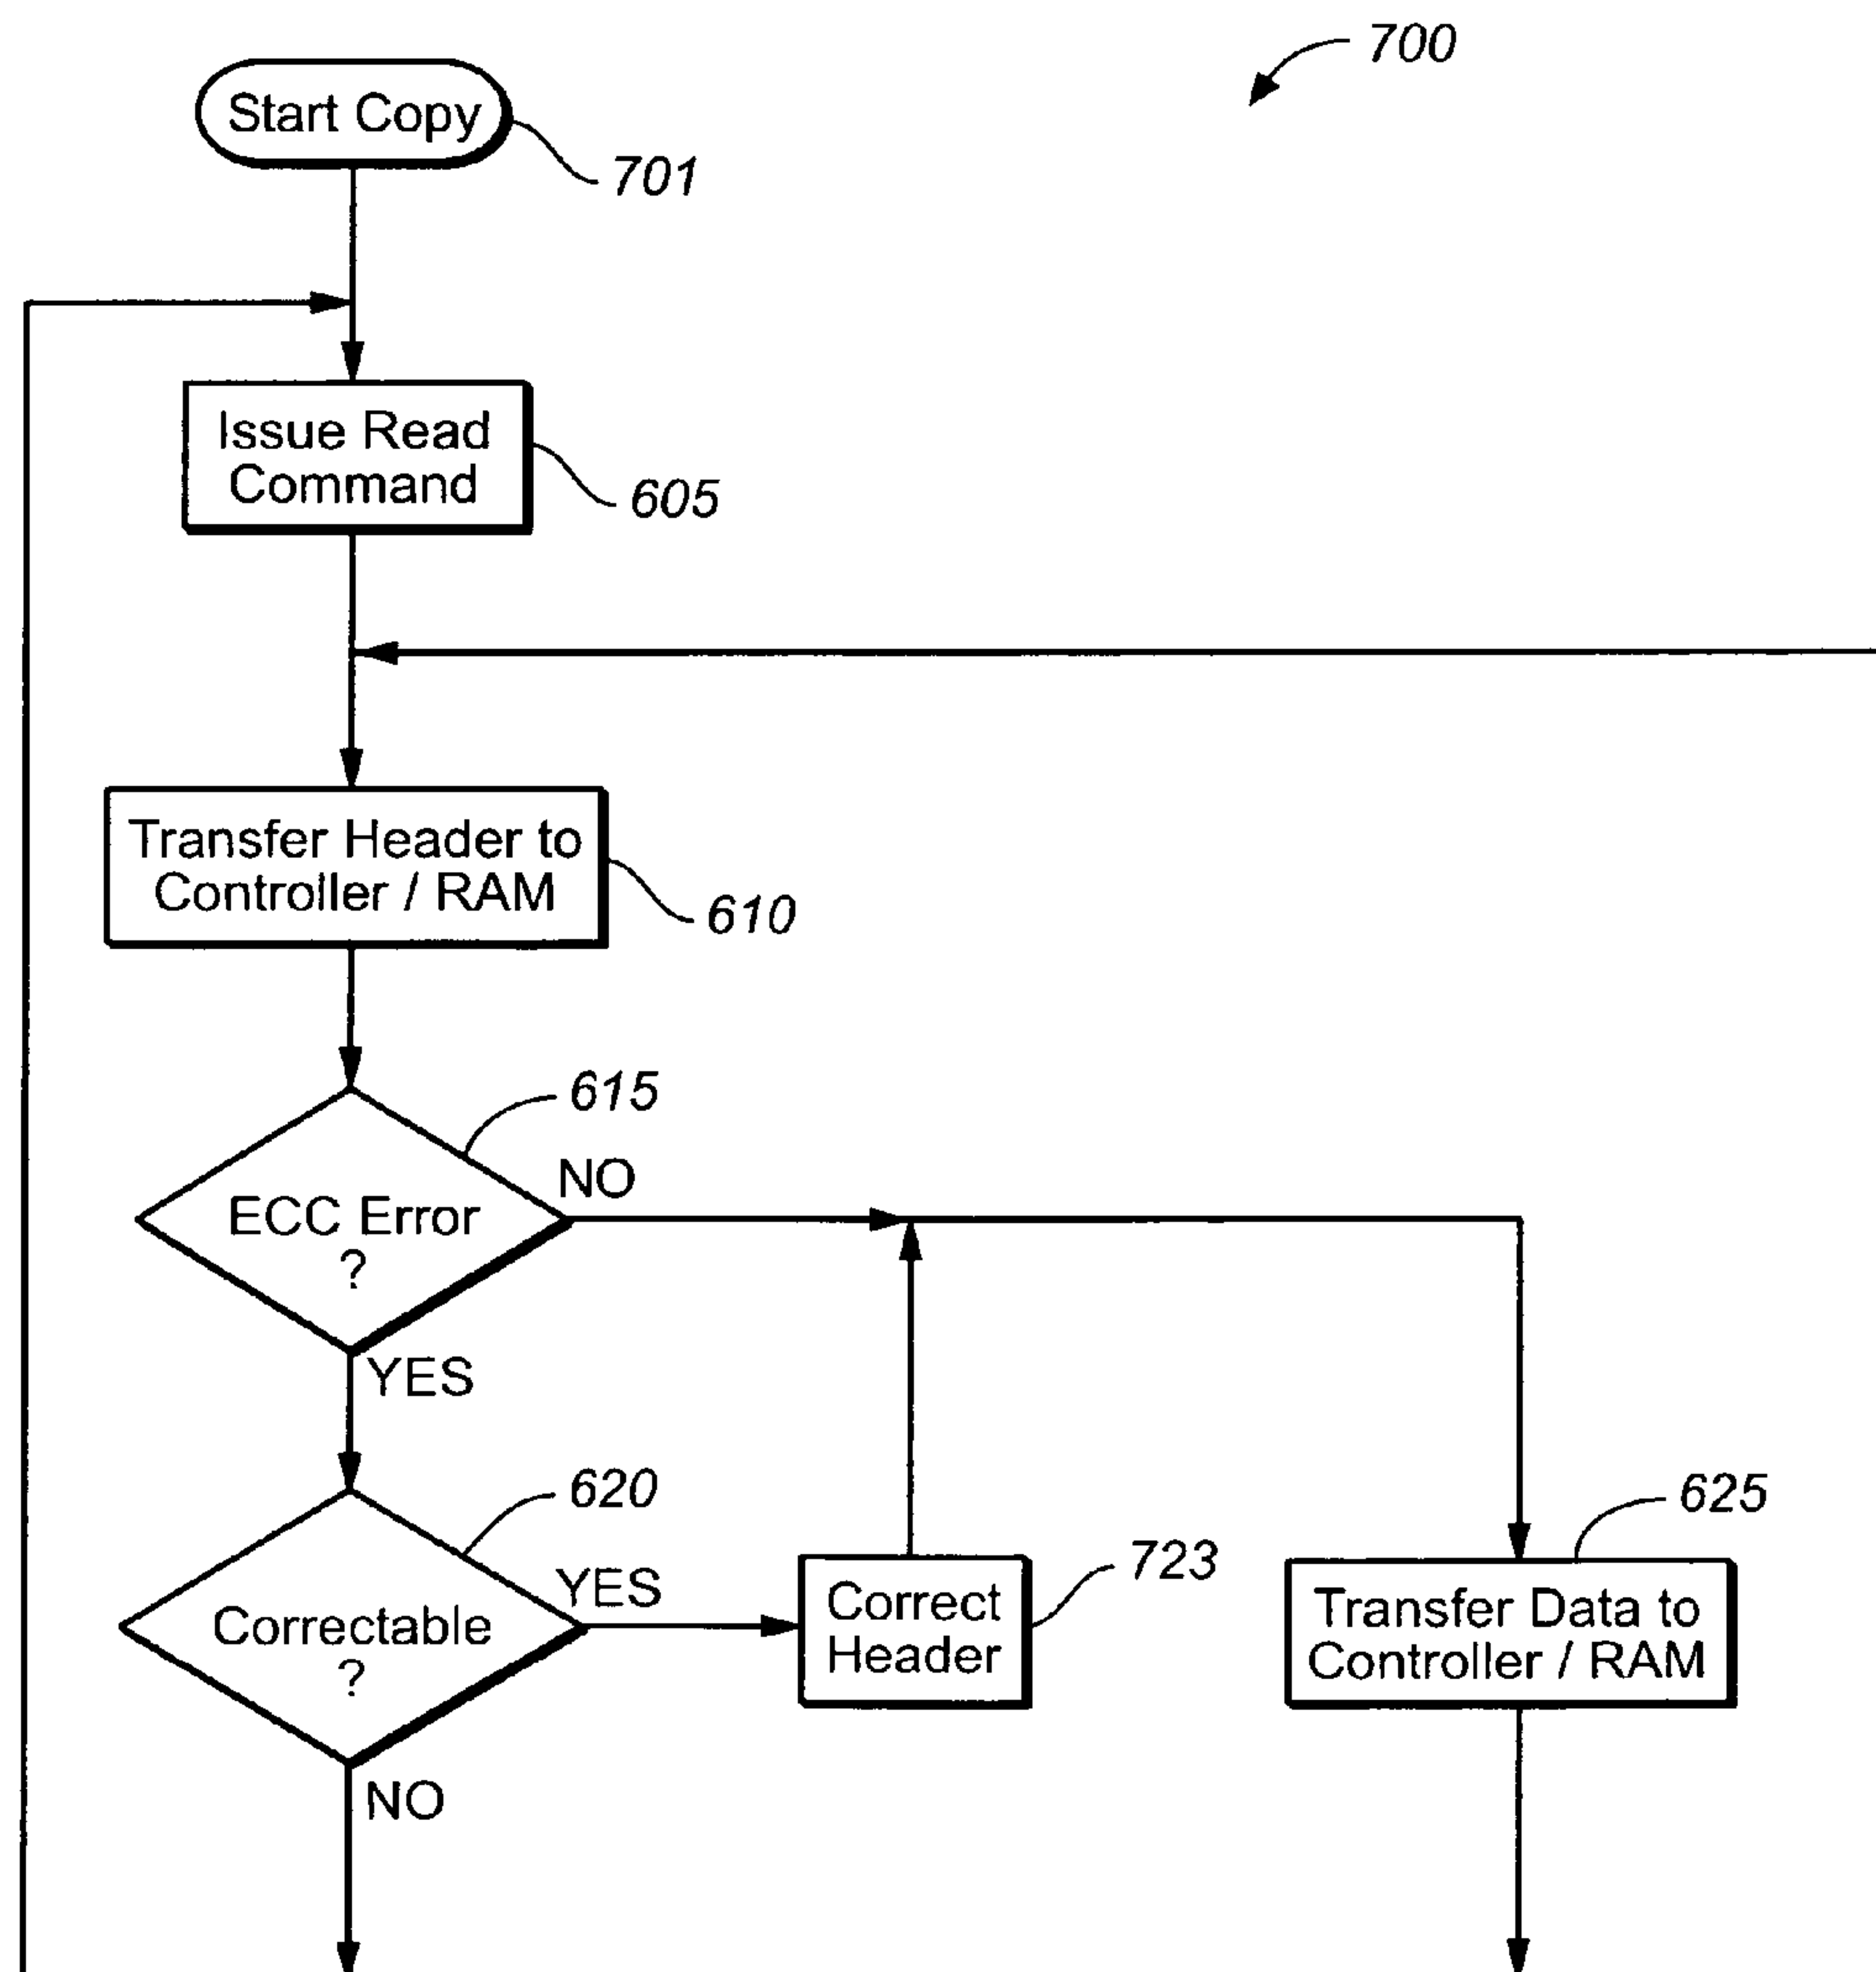 700
Start Copy
701
Issue Read
Command
605
Transfer Header to
Controller / RAM
610
615
NO
ECC Error
?
YES
620
YES
Correctable
?
NO
723
Correct
Header
625
Transfer Data to
Controller / RAM